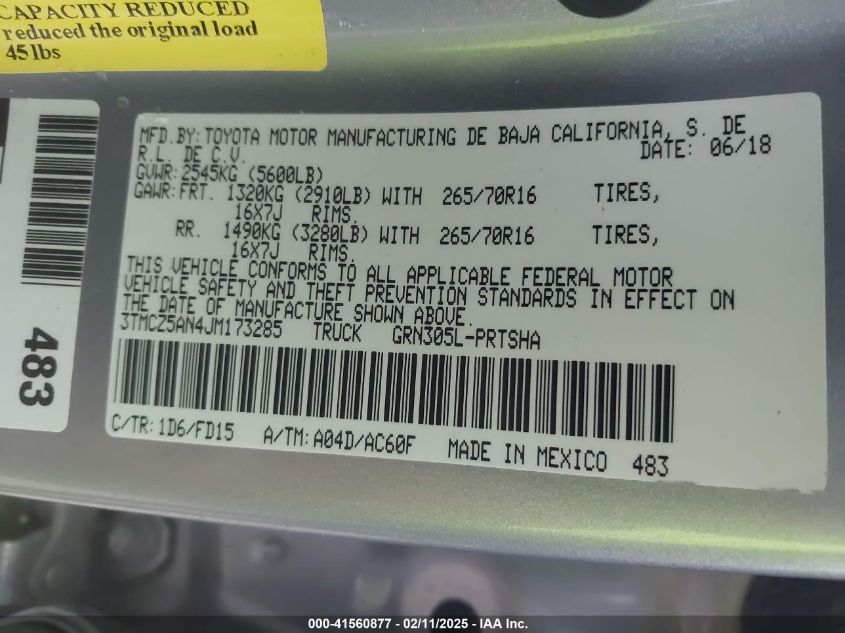 CAPACITY REDUCED
reduced the original load
45 lbs
483
MFD.BY: TOYOTA MOTOR MANUFACTURING DE BAJA CALIFORNIA, S. DE
R.L. DE C.V. DATE: 06/18
GVWR: 2545KG (5600LB)
GAWR: FRT. 1320KG (2910LB) WITH 265/70R16 TIRES,
16X7J RIMS.
RR. 1490KG (3280LB) WITH 265/70R16 TIRES,
16X7J RIMS.
THIS VEHICLE CONFORMS TO ALL APPLICABLE FEDERAL MOTOR
VEHICLE SAFETY AND THEFT PREVENTION STANDARDS IN EFFECT ON
THE DATE OF MANUFACTURE SHOWN ABOVE.
3TMCZ5AN4JM173285 TRUCK GRN305L-PRTSHA
C/TR: 1D6/FD15 A/TM: A04D/AC60F MADE IN MEXICO 483
000-41560877 - 02/11/2025 - IAA Inc.